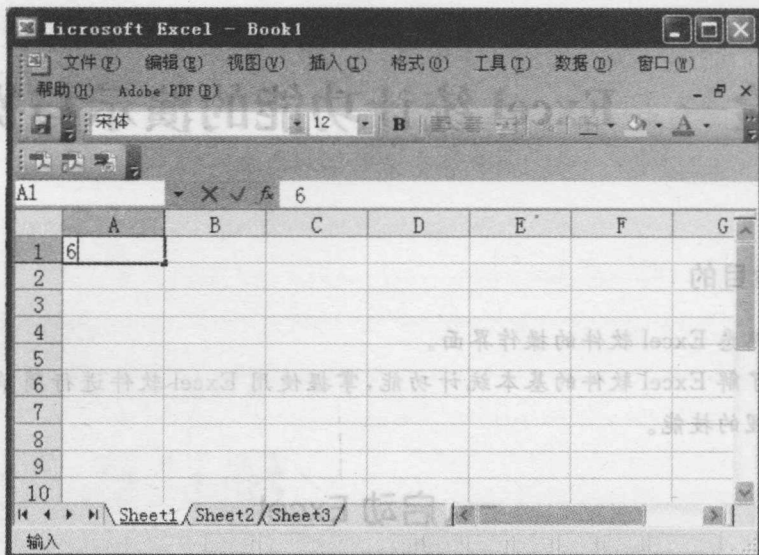 Microsoft Excel - Book1
文件(F) 编辑(E) 视图(V) 插入(I) 格式(O) 工具(T) 数据(D) 窗口(W)
帮助(H) Adobe PDF(B)
宋体 12 B A
A1 fx 6
A B C D E F G
1 6
2
3
4
5
6
7
8
9
10
Sheet1 Sheet2 Sheet3
输入